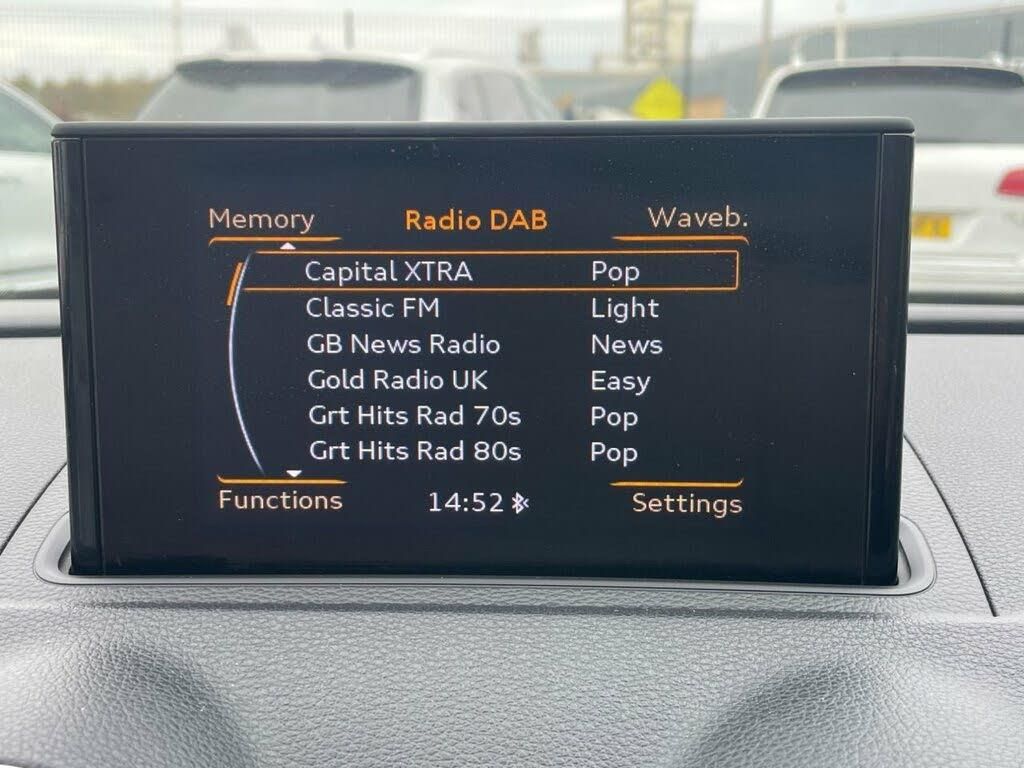 Memory Radio DAB Waveb.
Capital XTRA Pop
Classic FM Light
GB News Radio News
Gold Radio UK Easy
Grt Hits Rad 70s Pop
Grt Hits Rad 80s Pop
Functions 14:52 Settings